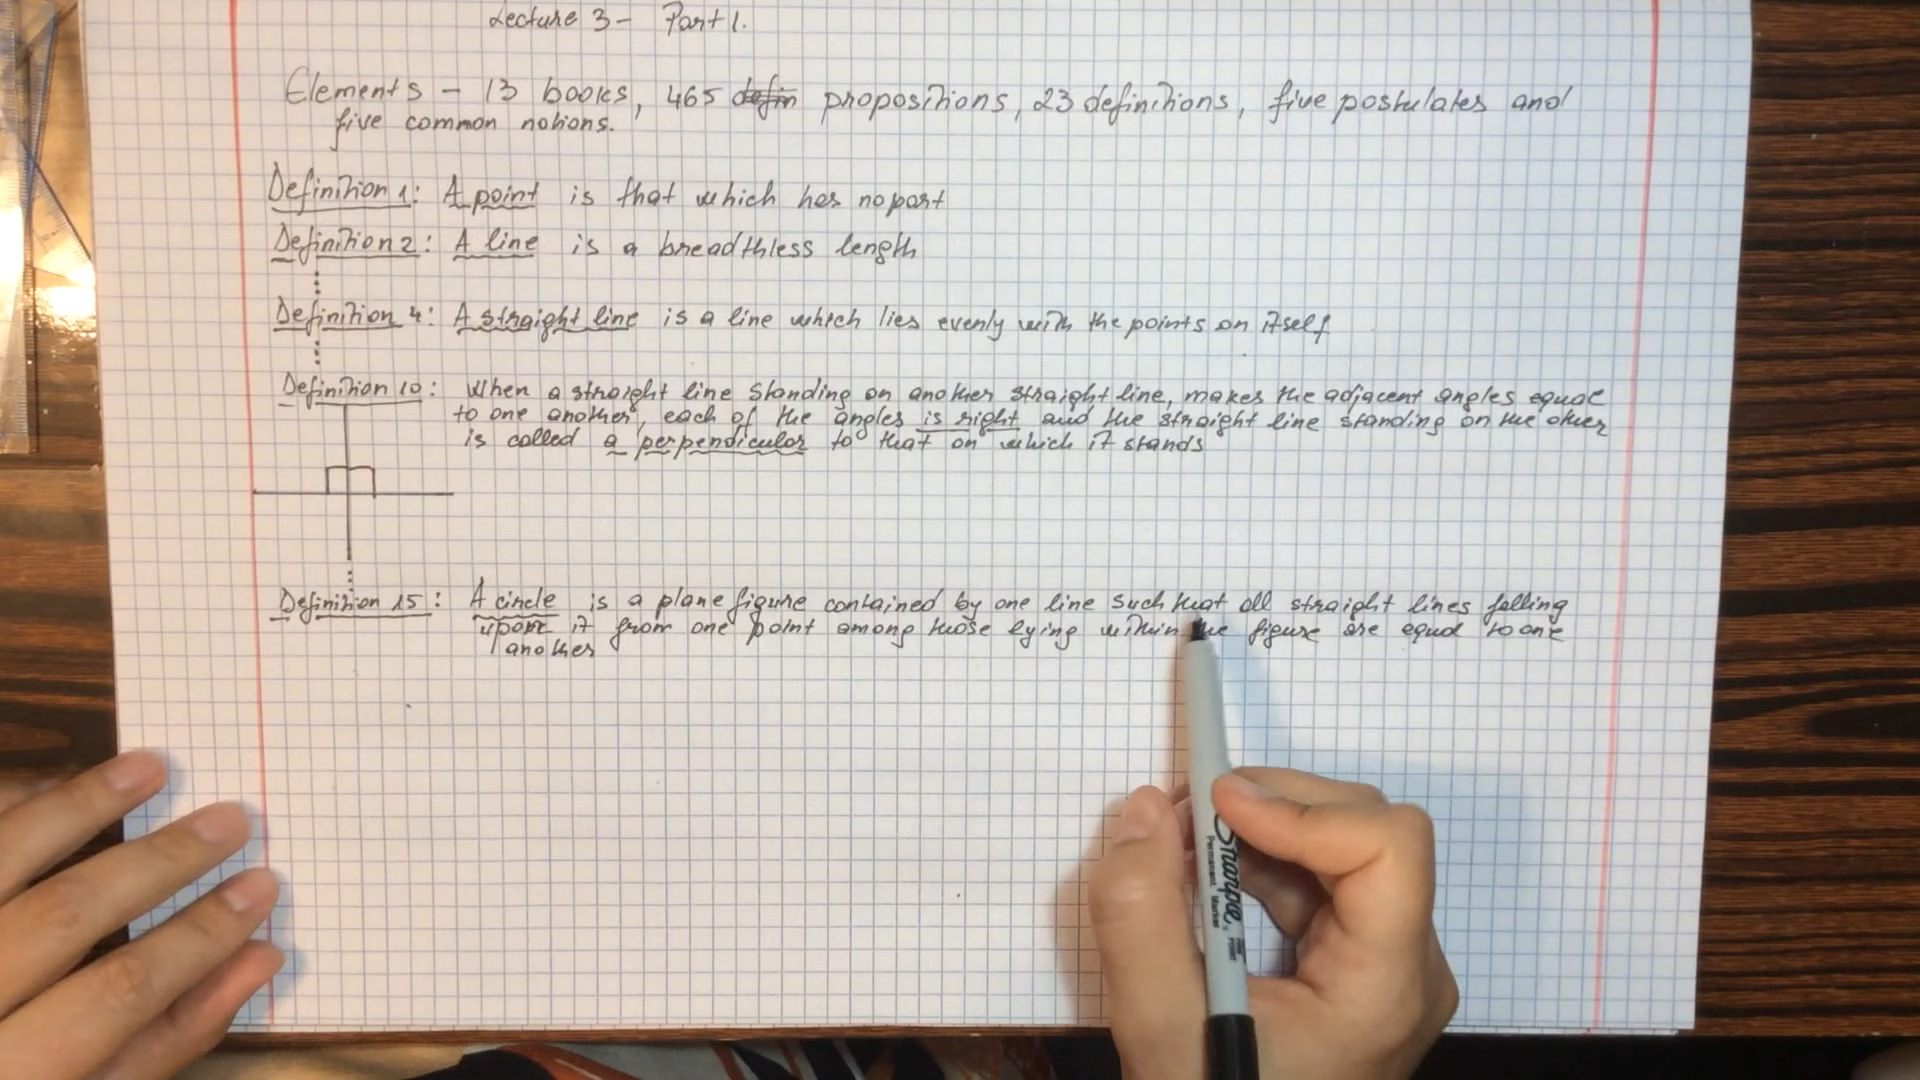 Lecture 3 - Part 1.
Elements - 13 books, 465 defin propositions, 23 definitions, five postulates and
five common notions.
Definition 1: A point is that which has no part
Definition 2: A line is a breadthless length
Definition 4: A straight line is a line which lies evenly with the points on itself
Definition 10: When a straight line standing on another straight line, makes the adjacent angles equal
to one another, each of the angles is right and the straight line standing on the other
is called a perpendicular to that on which it stands
Definition 15: A circle is a plane figure contained by one line such that all straight lines falling
upon it from one point among those lying within the figure are equal to one
another
Sharpie
Permanent Marker